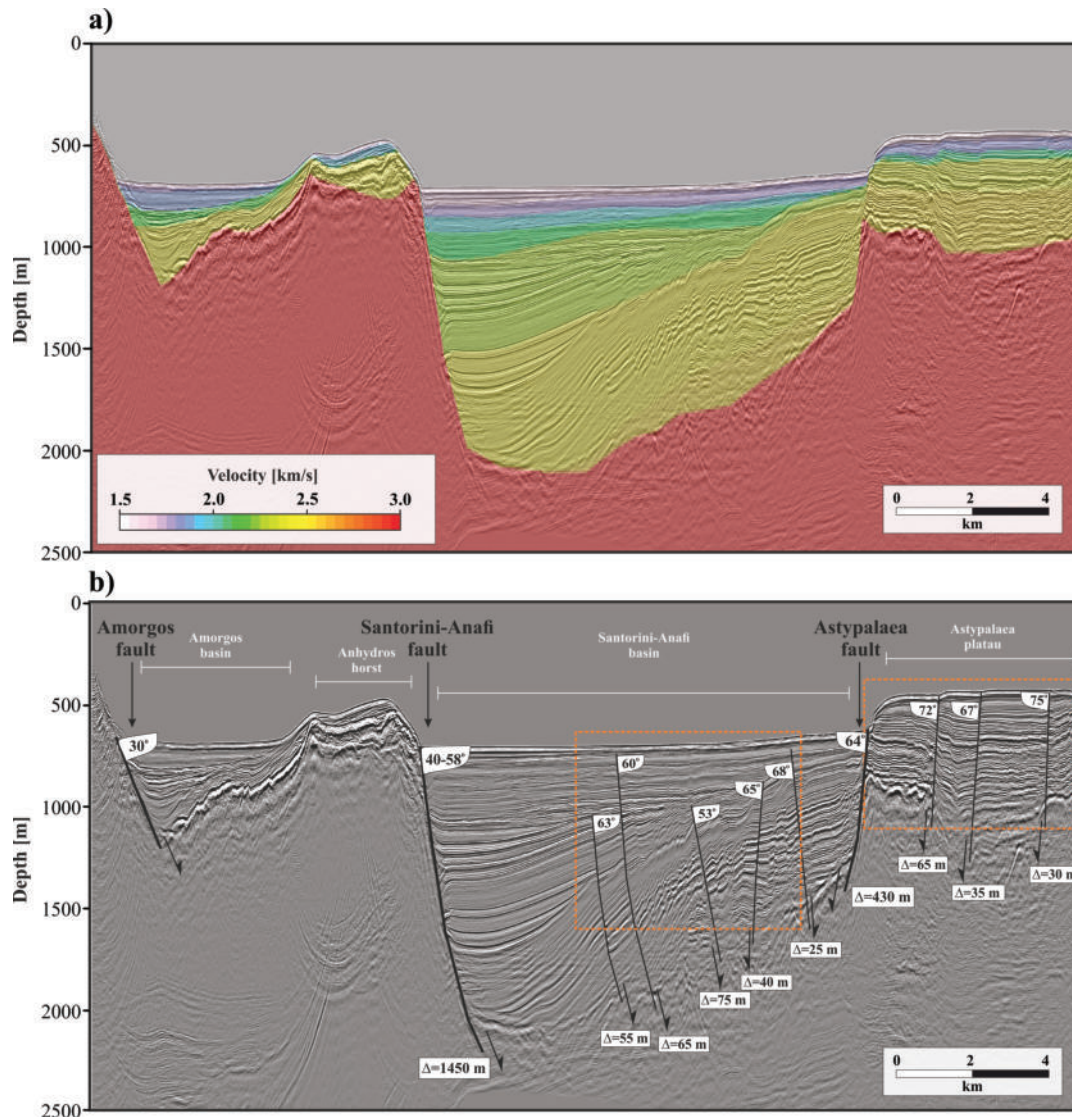 a)
0
500
1000
1500
2000
2500
Depth [m]
Velocity [km/s]
1.5 2.0 2.5 3.0
0 2 4
km
b)
0
500
1000
1500
2000
2500
Depth [m]
Amorgos
fault
Amorgos
basin
Anhydros
horst
Santorini-Anafi
fault
Santorini-Anafi
basin
Astypalaea
fault
Astypalaea
platau
30°
40-58°
63°
60°
53°
65°
68°
64°
72°
67°
75°
Δ=1450 m
Δ=55 m
Δ=65 m
Δ=75 m
Δ=40 m
Δ=25 m
Δ=430 m
Δ=65 m
Δ=35 m
Δ=30 m
0 2 4
km